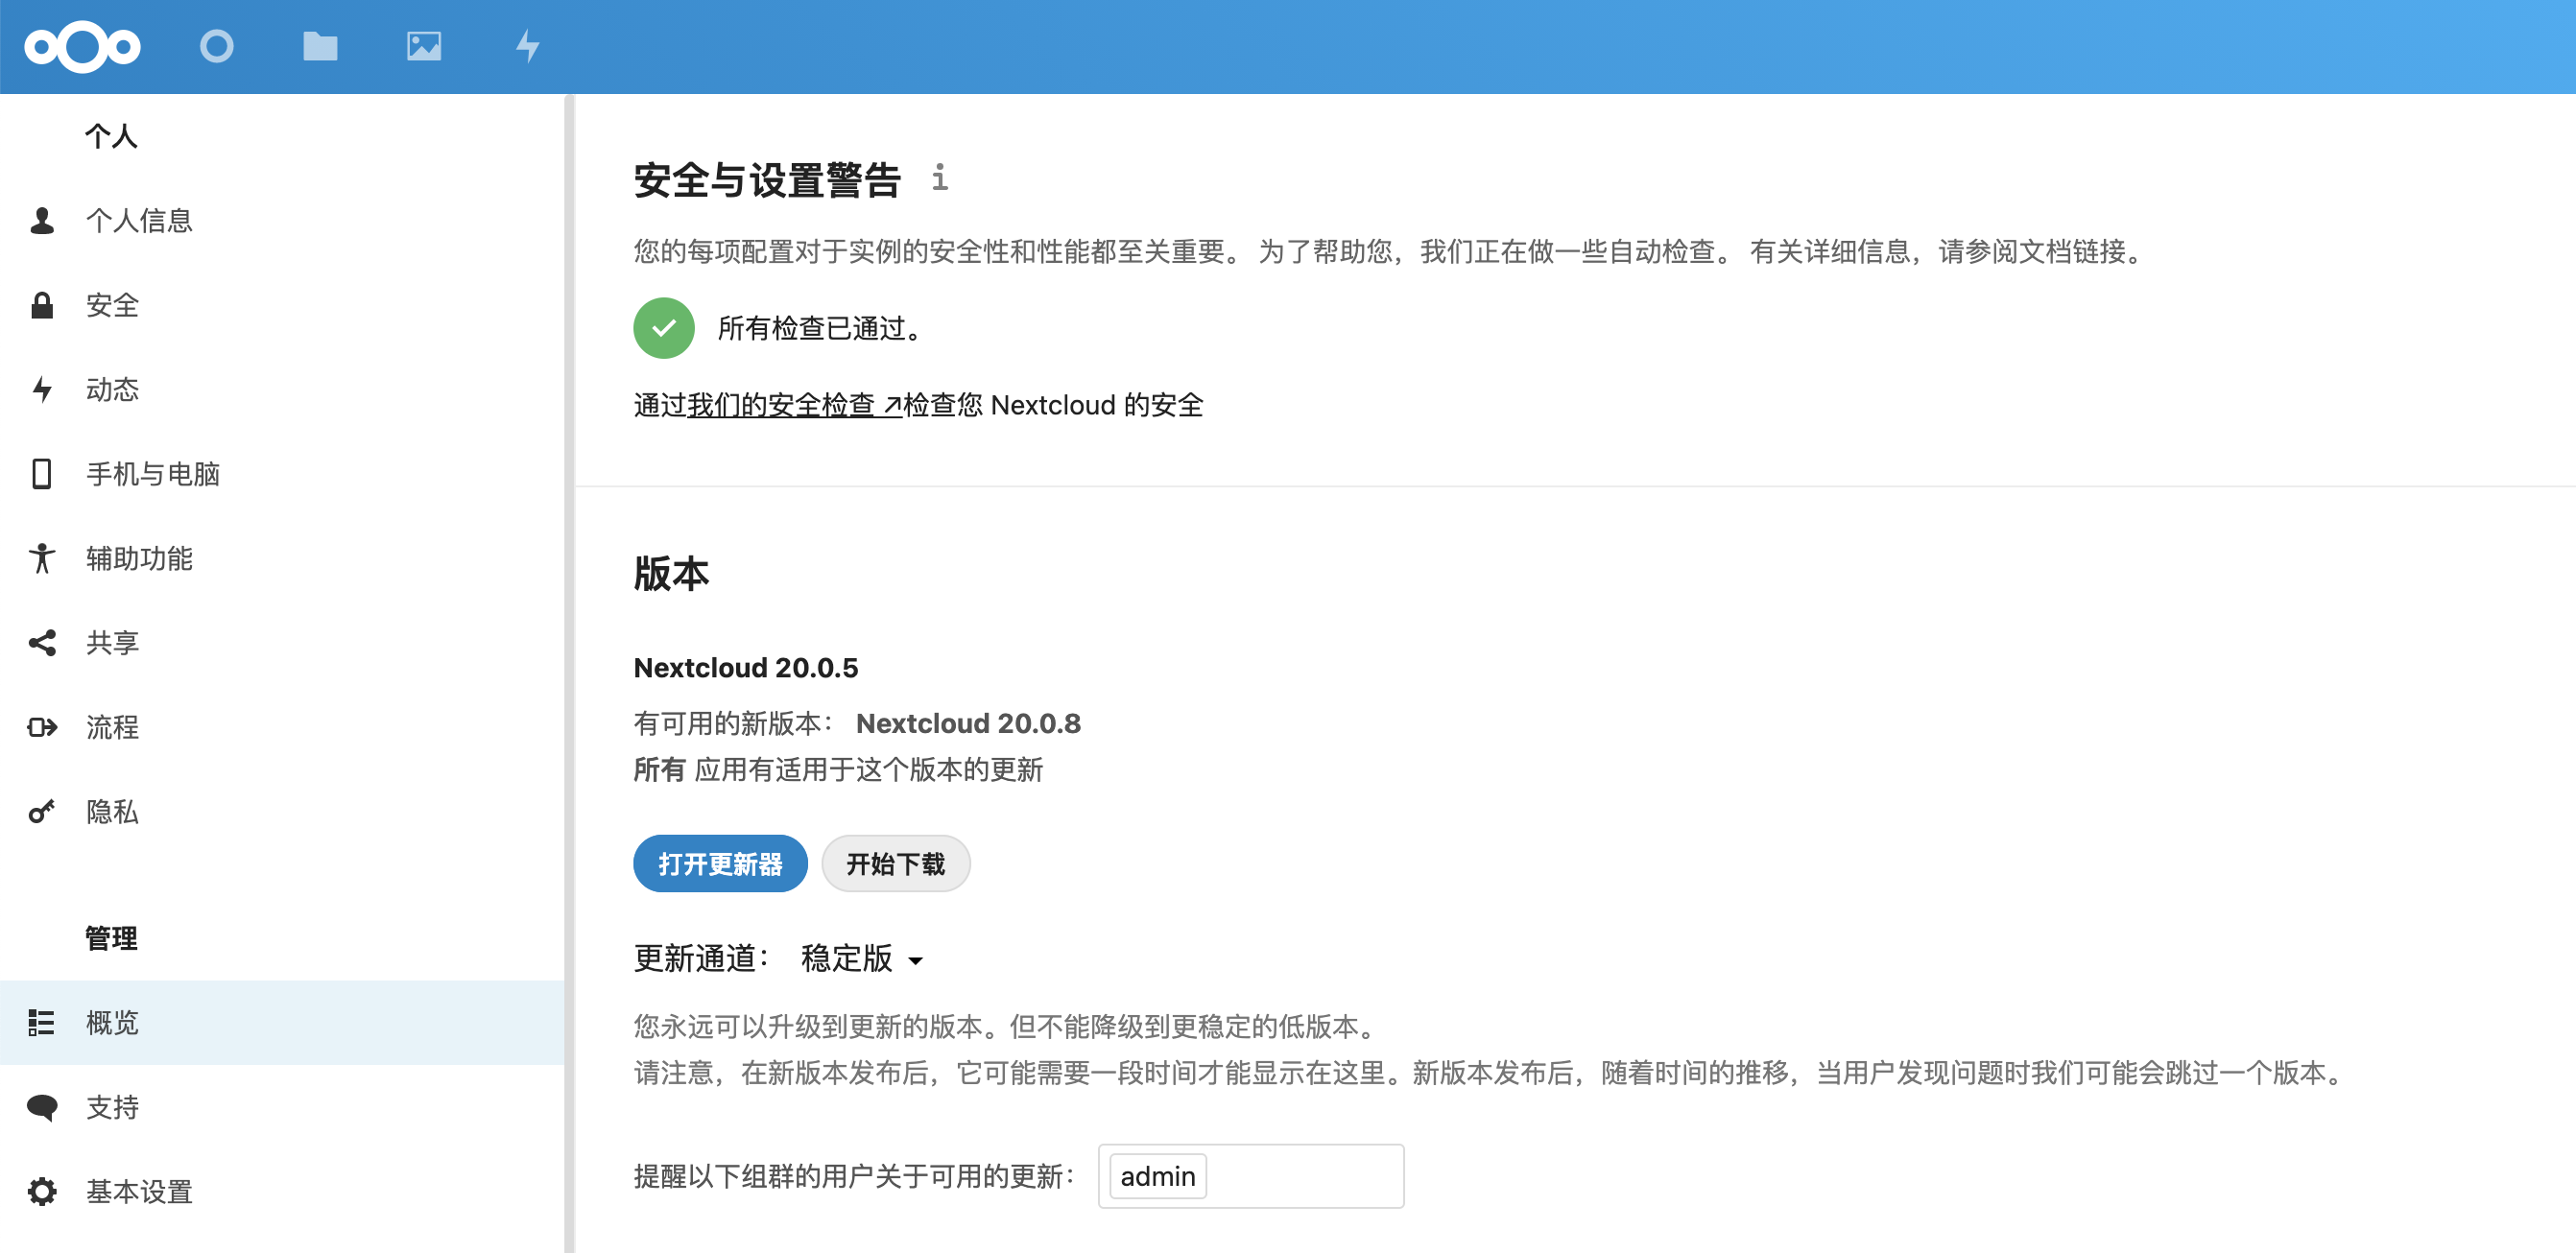 个人
个人信息
安全
动态
手机与电脑
辅助功能
共享
流程
隐私
管理
概览
支持
基本设置
安全与设置警告
您的每项配置对于实例的安全性和性能都至关重要。 为了帮助您，我们正在做一些自动检查。 有关详细信息，请参阅文档链接。
所有检查已通过。
通过我们的安全检查 ↗检查您 Nextcloud 的安全
版本
Nextcloud 20.0.5
有可用的新版本： Nextcloud 20.0.8
所有 应用有适用于这个版本的更新
打开更新器 开始下载
更新通道： 稳定版
您永远可以升级到更新的版本。但不能降级到更稳定的低版本。
请注意，在新版本发布后，它可能需要一段时间才能显示在这里。新版本发布后，随着时间的推移，当用户发现问题时我们可能会跳过一个版本。
提醒以下组群的用户关于可用的更新： admin